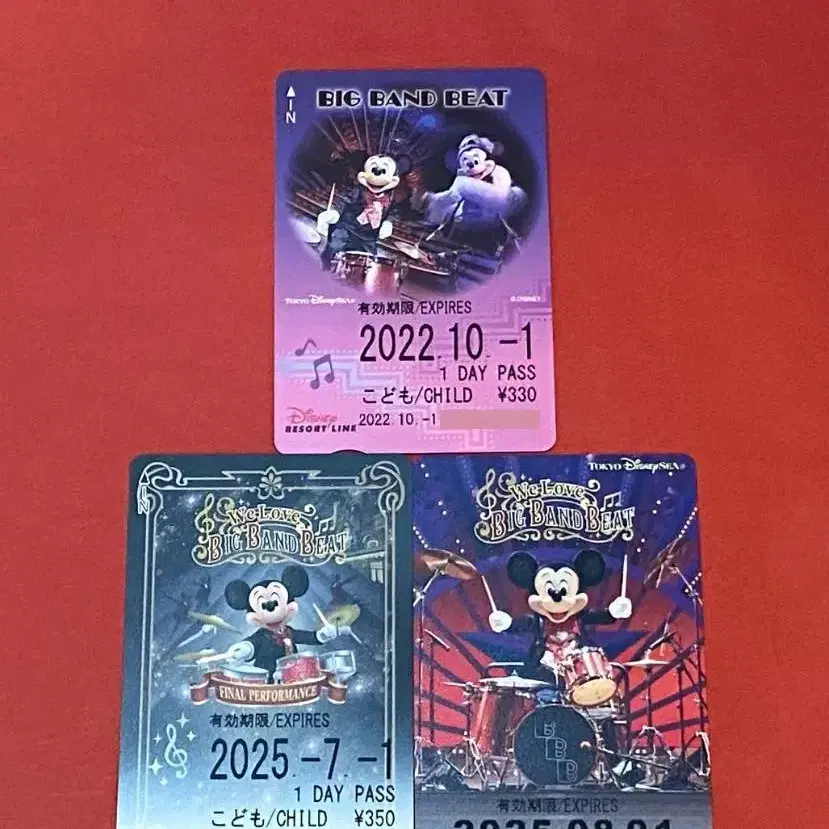 IN
BIG BAND BEAT
TOKYO DISNEYSEA®
© DISNEY
有効期限/EXPIRES
2022.10.-1
1 DAY PASS
こども/CHILD ¥330
DISNEY
RESORT LINE
2022.10.-1
IN
We Love
BIG BAND BEAT
FINAL PERFORMANCE
有効期限/EXPIRES
2025.-7.-1
1 DAY PASS
こども/CHILD ¥350
TOKYO DISNEYSEA®
We Love
BIG BAND BEAT
BBB
有効期限/EXPIRES